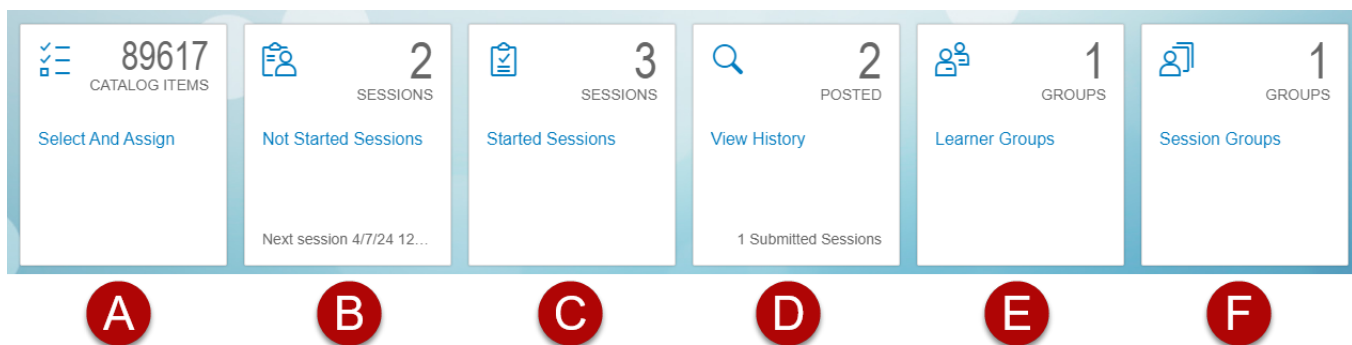 89617
CATALOG ITEMS
Select And Assign
2
SESSIONS
Not Started Sessions
Next session 4/7/24 12...
3
SESSIONS
Started Sessions
2
POSTED
View History
1 Submitted Sessions
1
GROUPS
Learner Groups
1
GROUPS
Session Groups
A
B
C
D
E
F